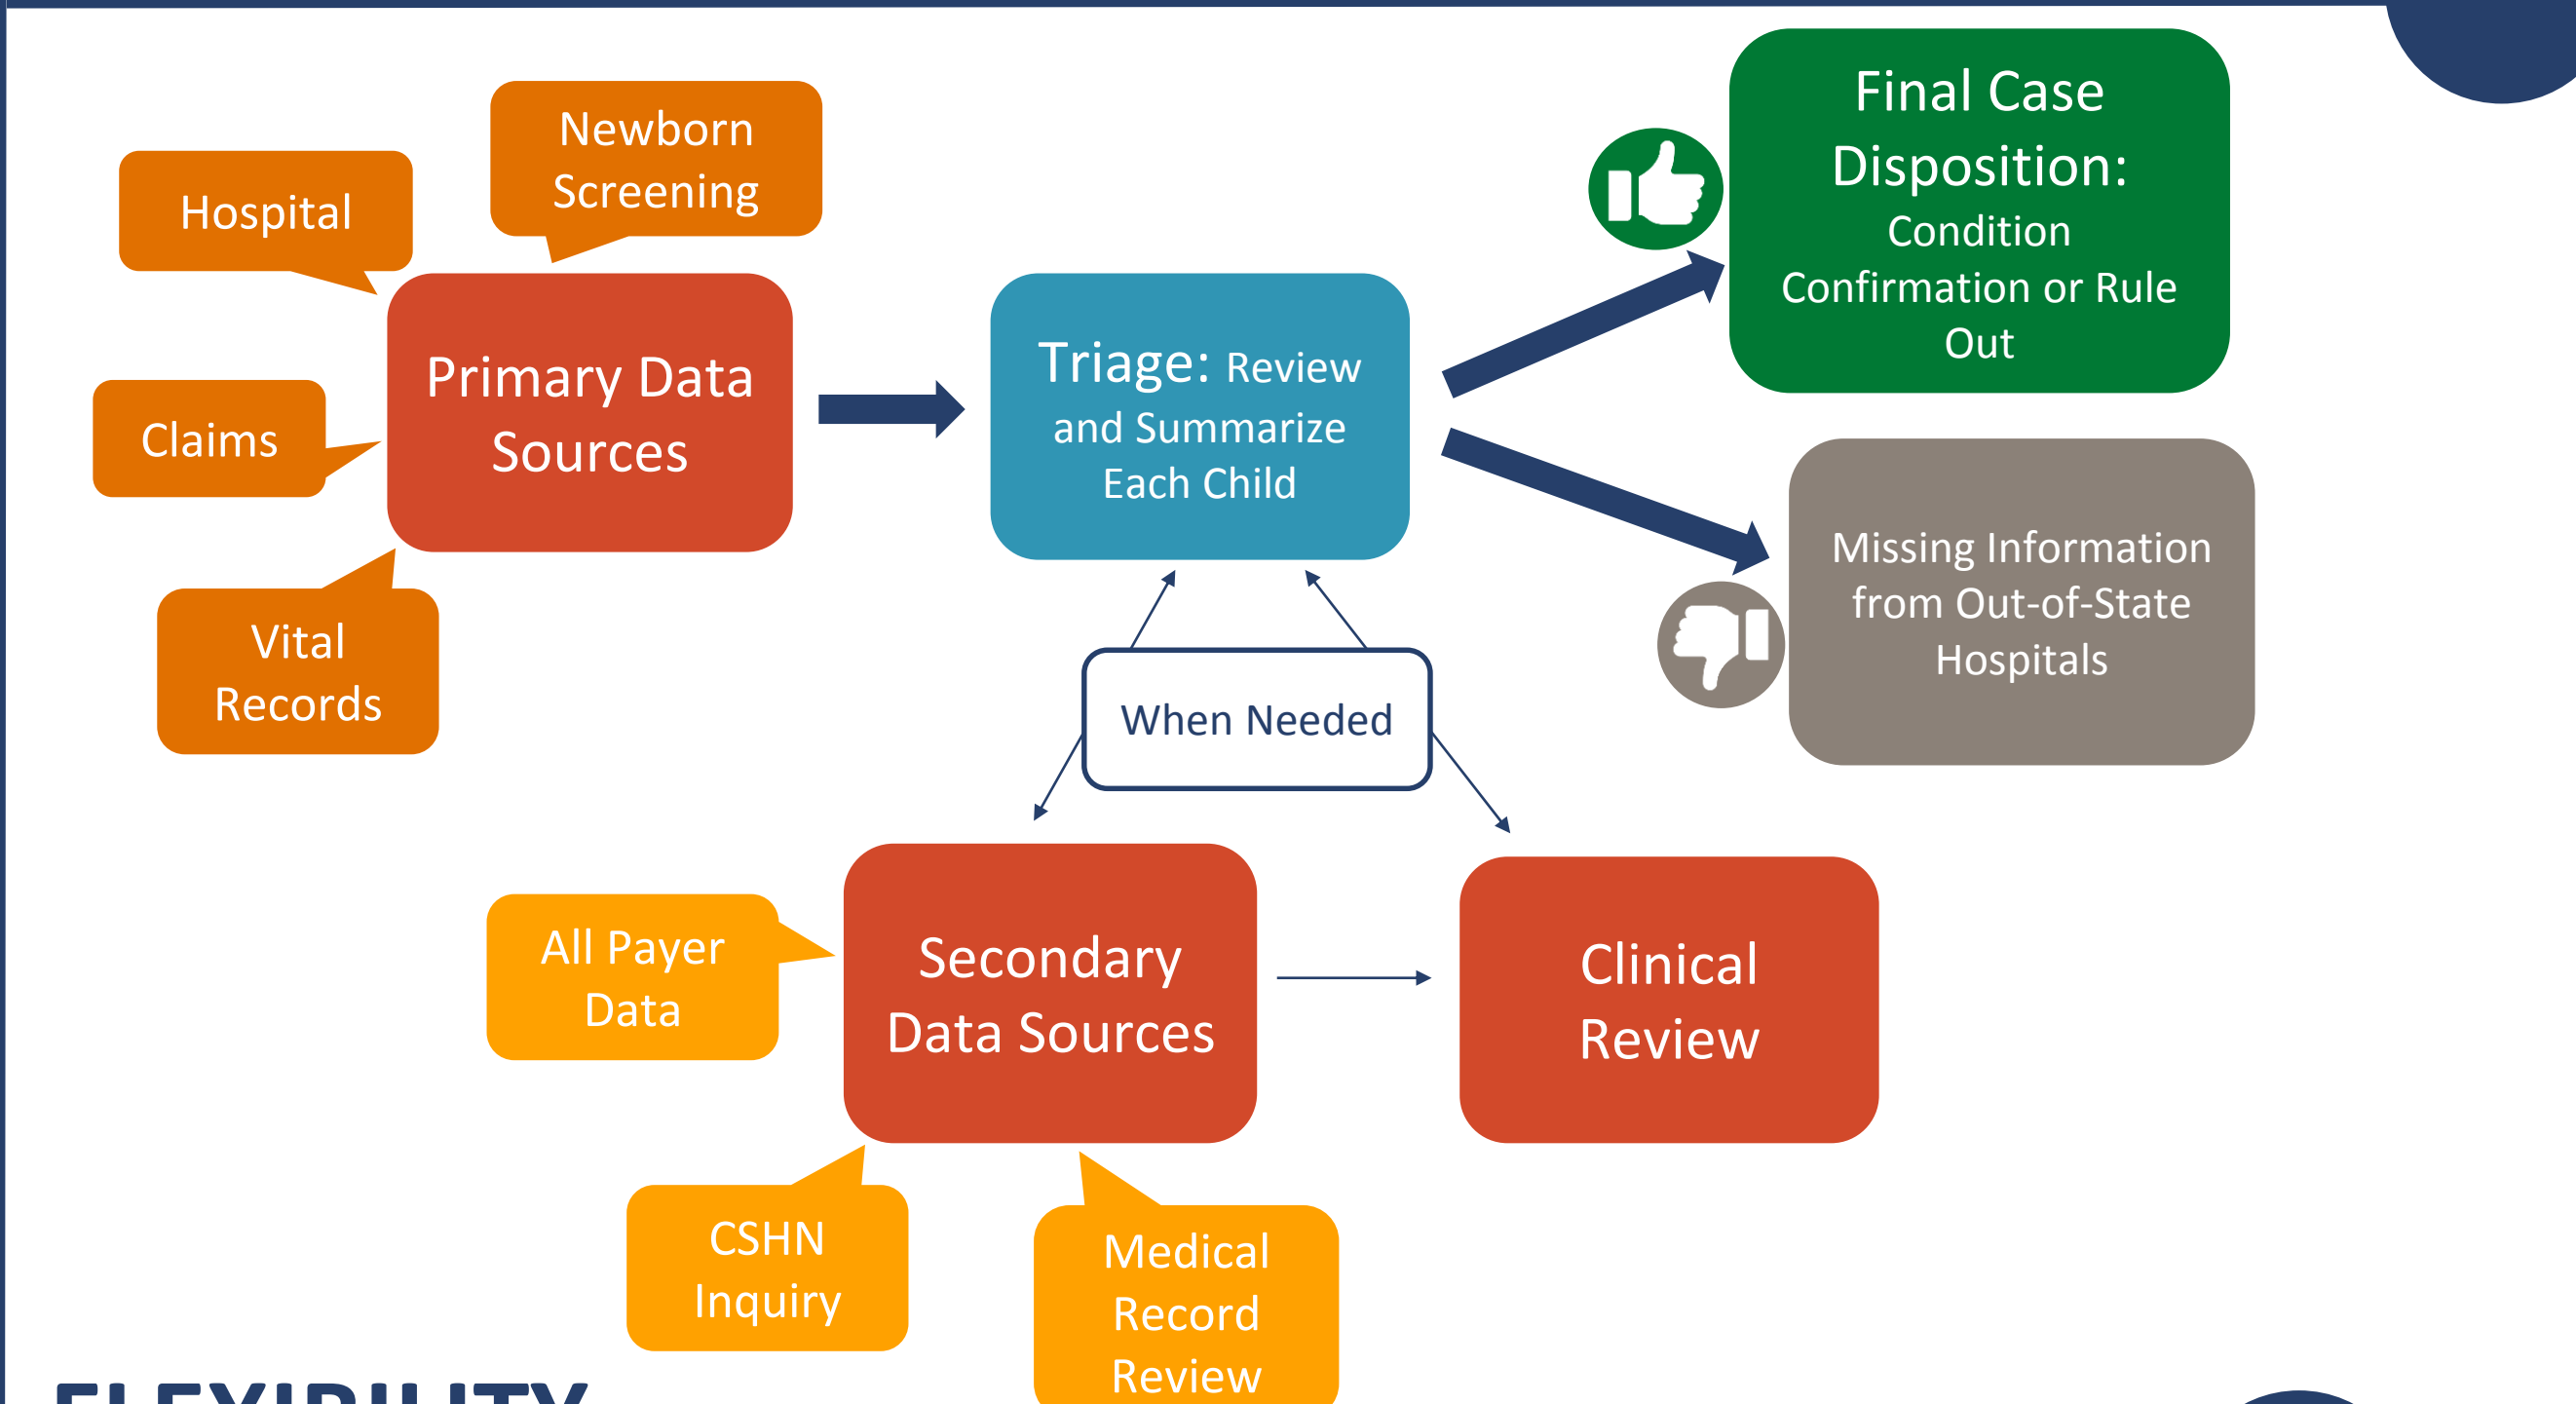 Newborn
Screening
Hospital
Claims
Vital
Records
Primary Data
Sources
Triage: Review
and Summarize
Each Child
Final Case
Disposition:
Condition
Confirmation or Rule
Out
Missing Information
from Out-of-State
Hospitals
When Needed
All Payer
Data
Secondary
Data Sources
Clinical
Review
CSHN
Inquiry
Medical
Record
Review
FLEXIBILITY